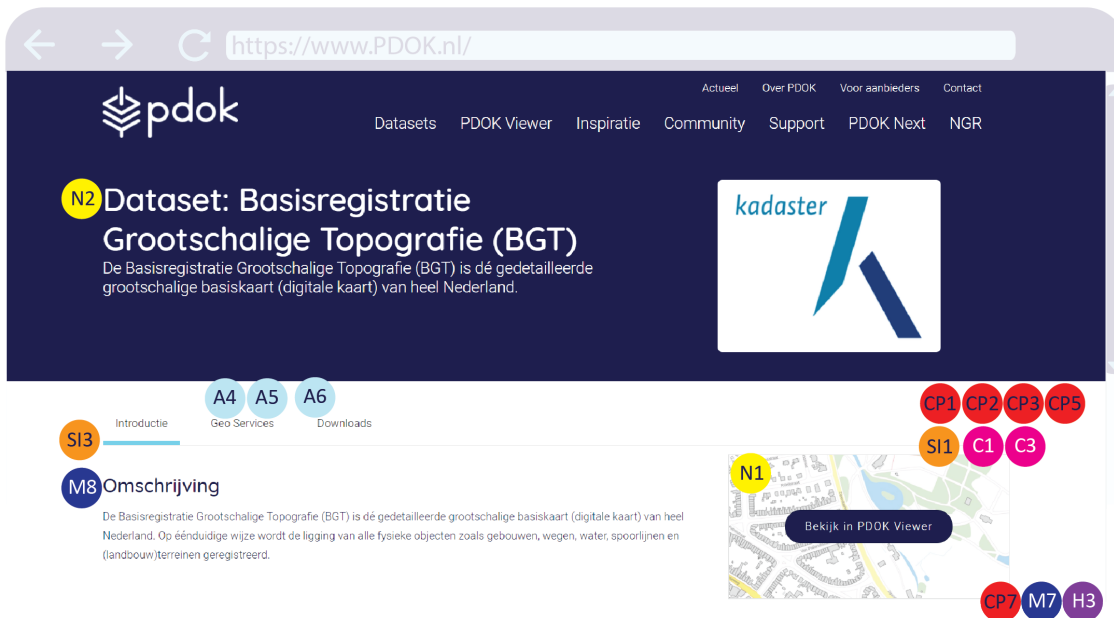 https://www.PDOK.nl/
Actueel Over PDOK Voor aanbieders Contact
pdok
Datasets PDOK Viewer Inspiratie Community Support PDOK Next NGR
N2
Dataset: Basisregistratie
Grootschalige Topografie (BGT)
De Basisregistratie Grootschalige Topografie (BGT) is dé gedetailleerde
grootschalige basiskaart (digitale kaart) van heel Nederland.
kadaster
A4 A5 A6
CP1 CP2 CP3 CP5
Introductie Geo Services Downloads
SI3
SI1 C1 C3
N1
M8 Omschrijving
De Basisregistratie Grootschalige Topografie (BGT) is dé gedetailleerde grootschalige basiskaart (digitale kaart) van heel
Nederland. Op éénduidige wijze wordt de ligging van alle fysieke objecten zoals gebouwen, wegen, water, spoorlijnen en
(landbouw)terreinen geregistreerd.
Bekijk in PDOK Viewer
CP7 M7 H3